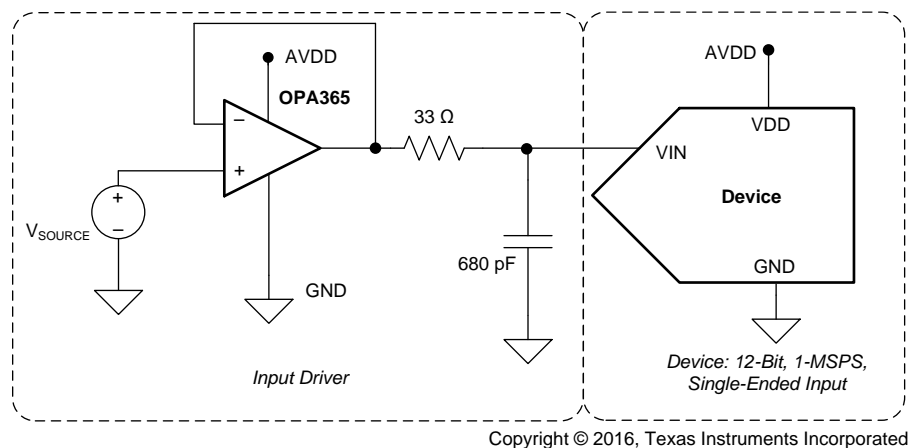 AVDD
OPA365
−
+
33 Ω
+
−
VSOURCE
680 pF
GND
Input Driver
AVDD
VDD
VIN
Device
GND
Device: 12-Bit, 1-MSPS,
Single-Ended Input
Copyright © 2016, Texas Instruments Incorporated